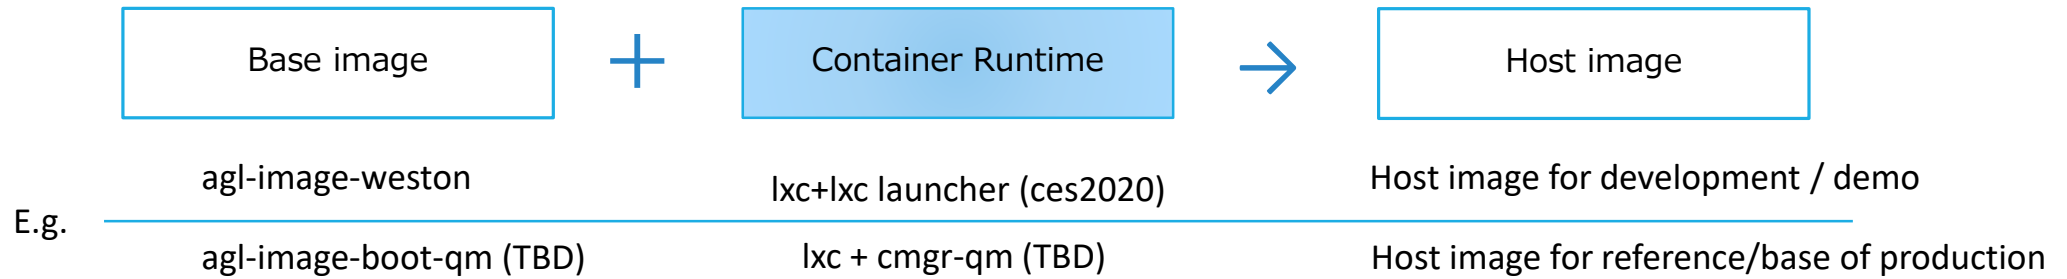 Base image
Container Runtime
Host image
agl-image-weston
lxc+lxc launcher (ces2020)
Host image for development / demo
E.g.
agl-image-boot-qm (TBD)
lxc + cmgr-qm (TBD)
Host image for reference/base of production